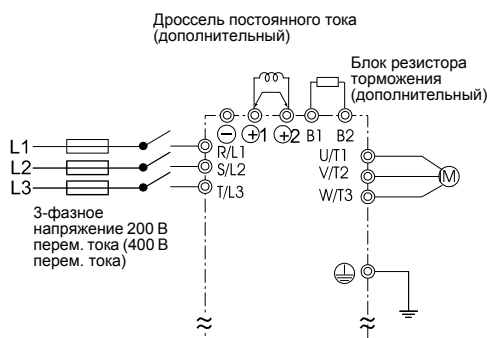 Дроссель постоянного тока
(дополнительный)
Блок резистора
торможения
(дополнительный)
− +1 +2 B1 B2
L1 R/L1 U/T1
L2 S/L2 V/T2 M
L3 T/L3 W/T3
3-фазное
напряжение 200 В
перем. тока (400 В
перем. тока)